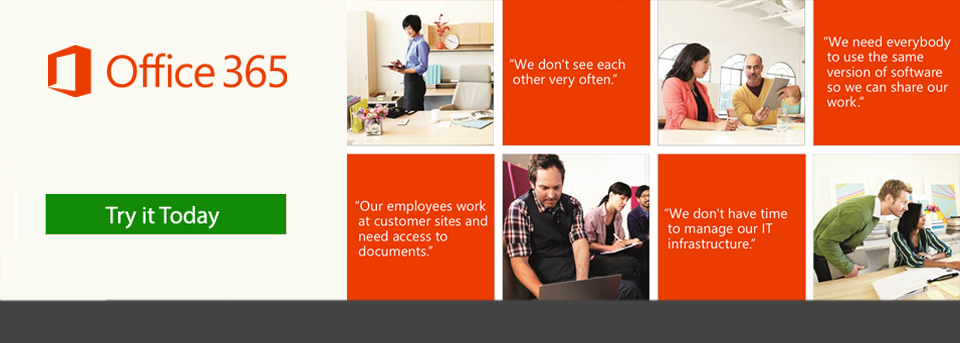 Office 365
Try it Today
“We don't see each
other very often.”
“We need everybody
to use the same
version of software
so we can share our
work.”
“Our employees work
at customer sites and
need access to
documents.”
“We don't have time
to manage our IT
infrastructure.”